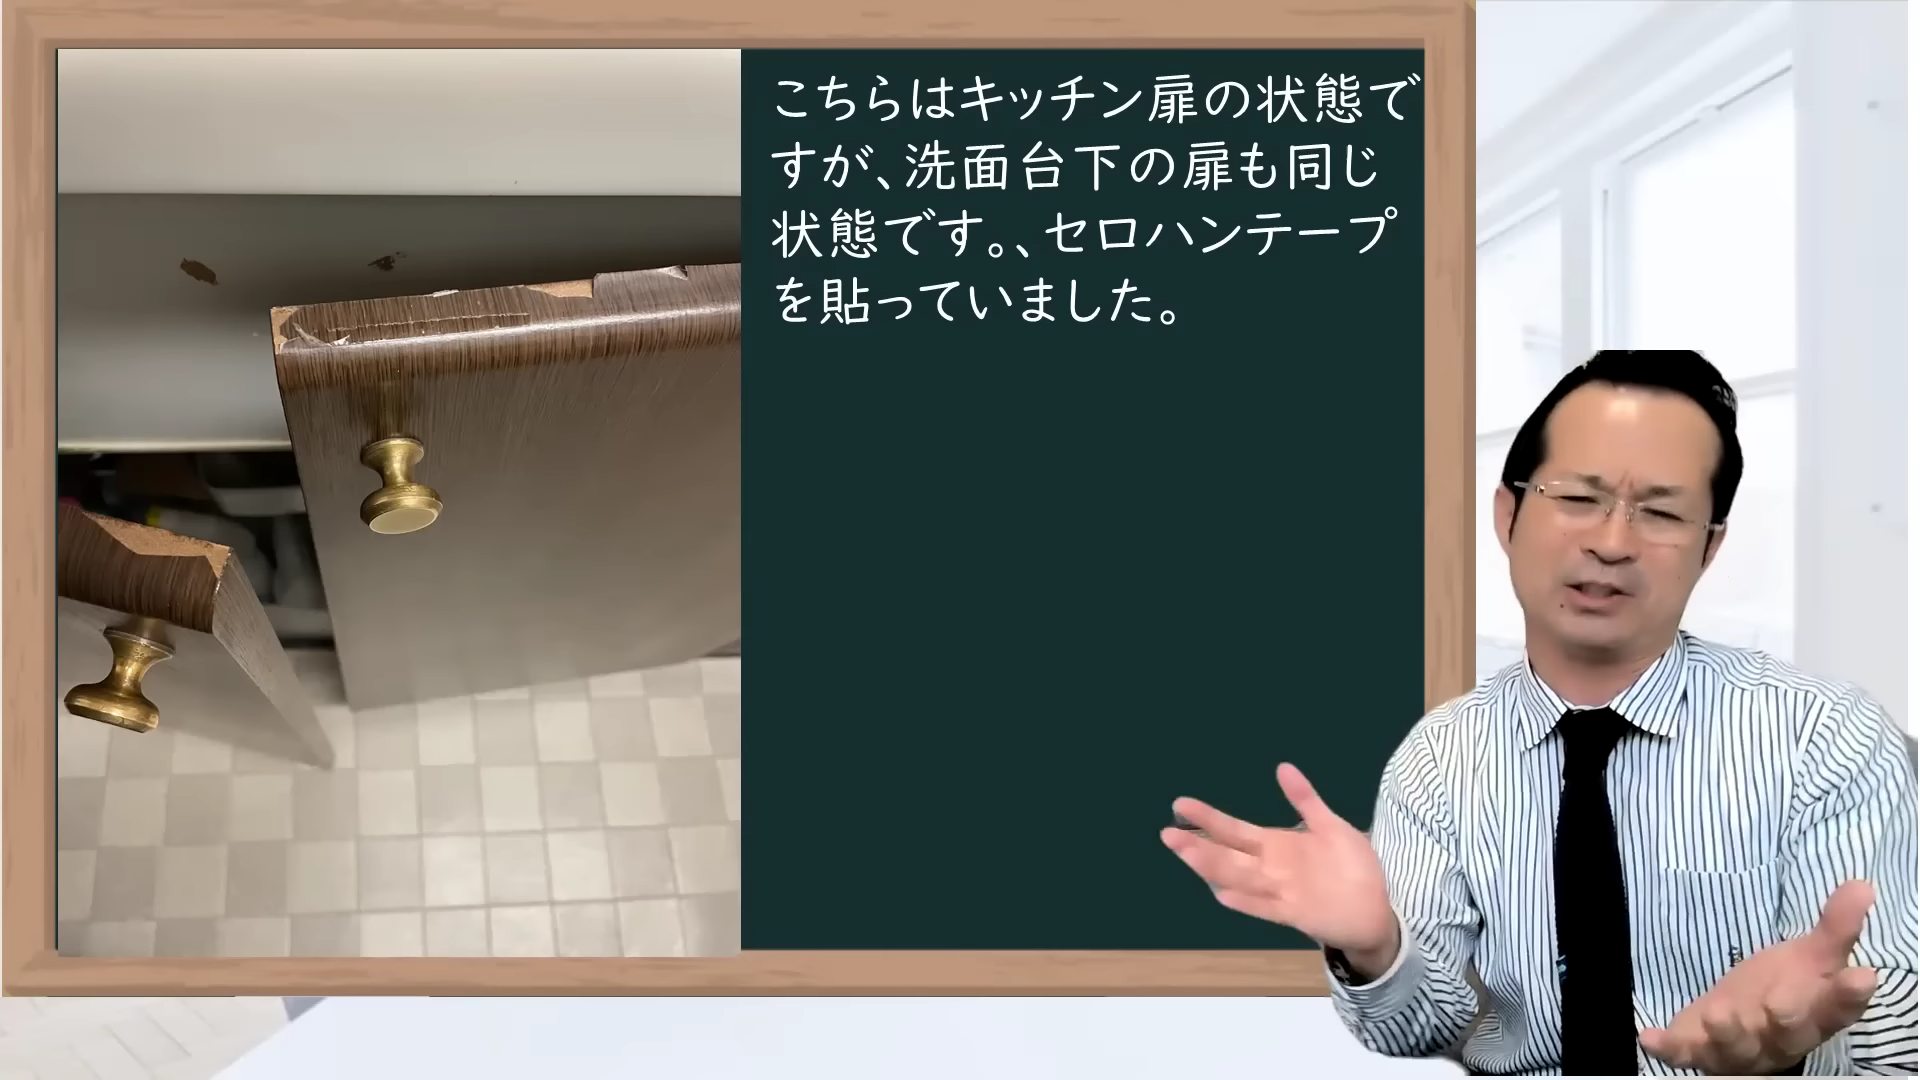 こちらはキッチン扉の状態で
すが、洗面台下の扉も同じ
状態です。、セロハンテープ
を貼っていました。